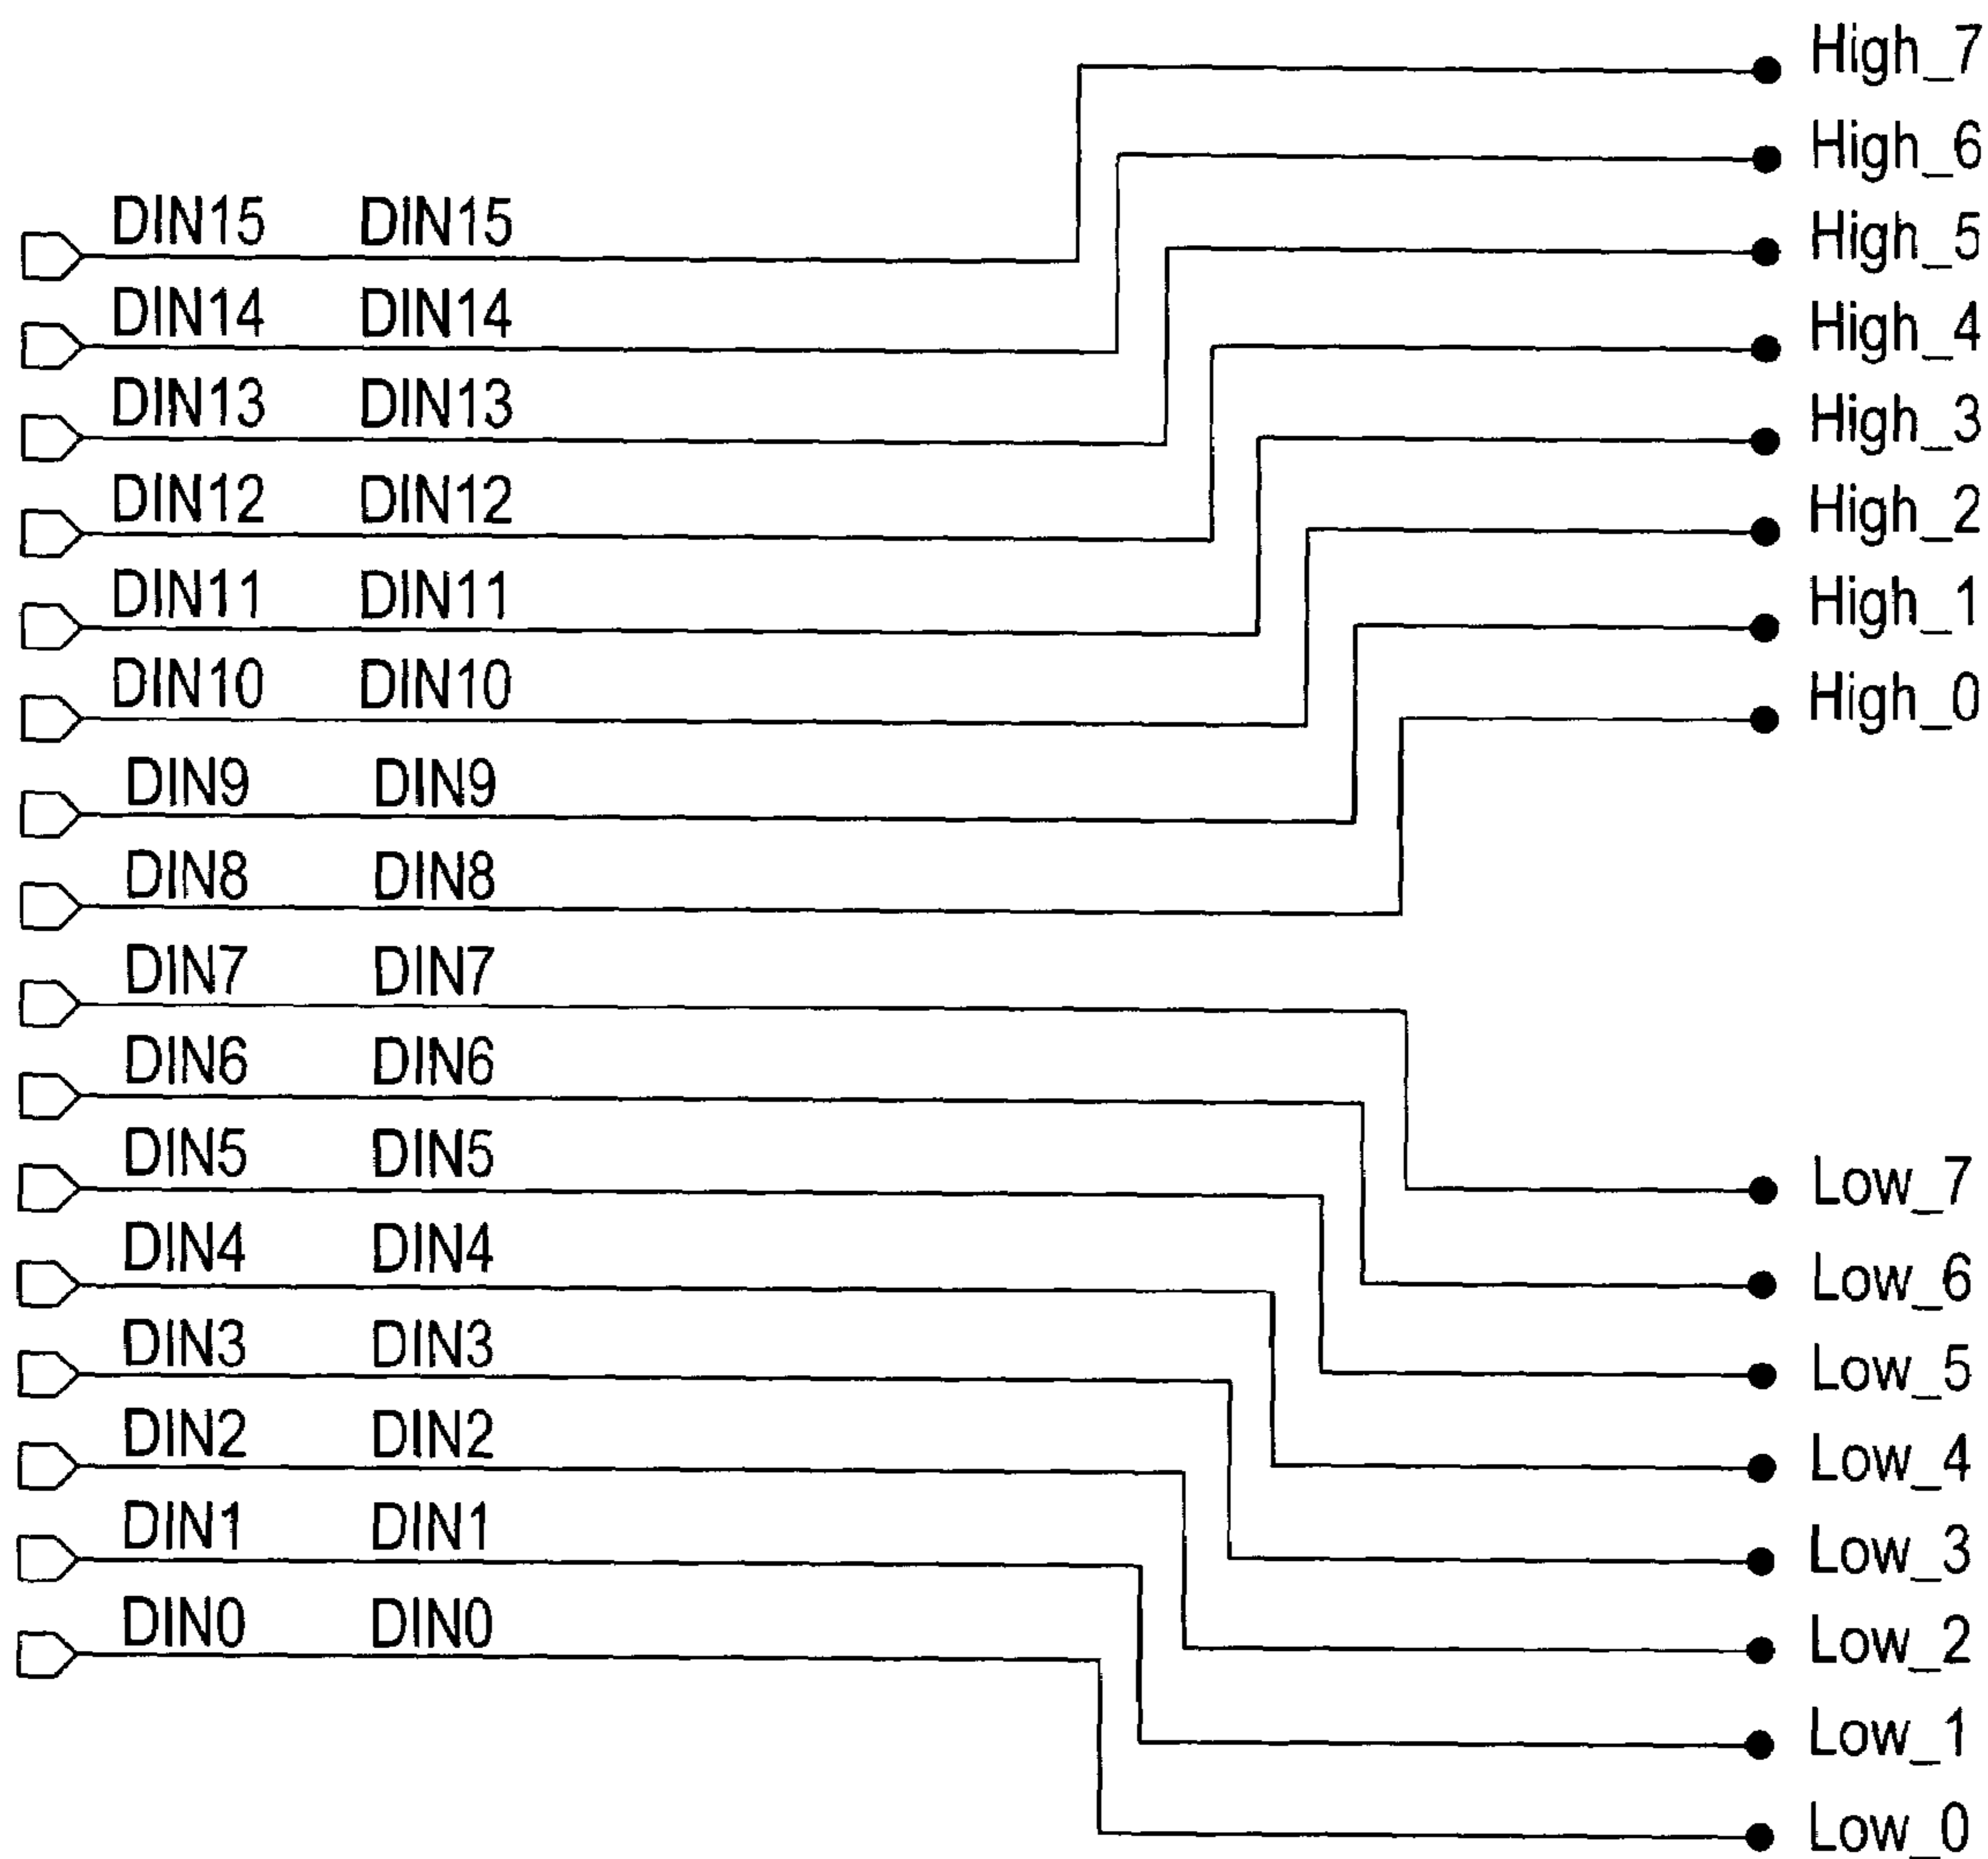 High_7
High_6
DIN15 DIN15 High_5
DIN14 DIN14 High_4
DIN13 DIN13 High_3
DIN12 DIN12 High_2
DIN11 DIN11 High_1
DIN10 DIN10 High_0
DIN9 DIN9
DIN8 DIN8
DIN7 DIN7
DIN6 DIN6
DIN5 DIN5 Low_7
DIN4 DIN4 Low_6
DIN3 DIN3 Low_5
DIN2 DIN2 Low_4
DIN1 DIN1 Low_3
DIN0 DIN0 Low_2
Low_1
Low_0